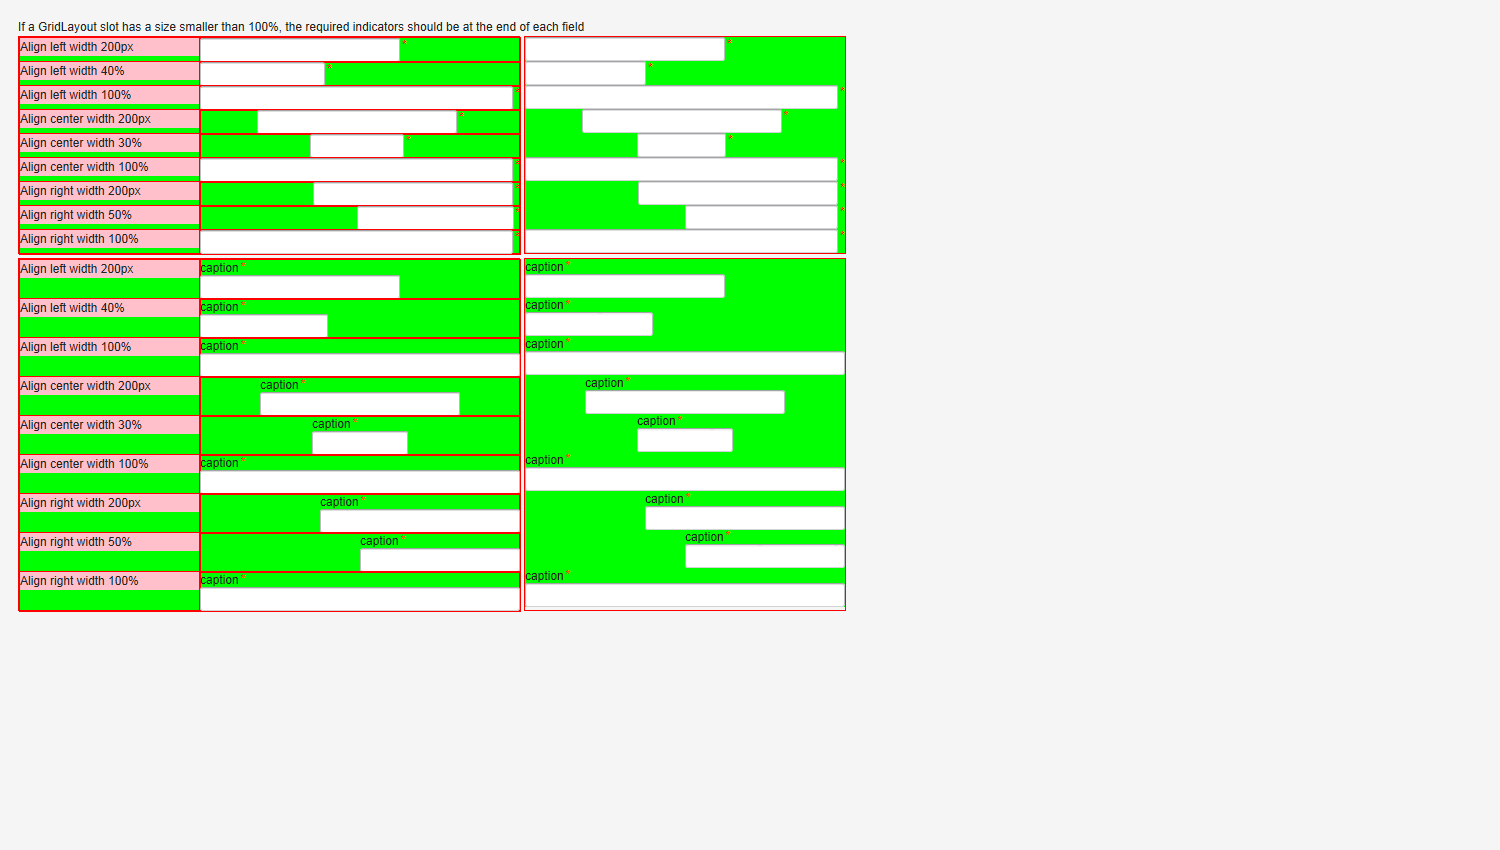 If a GridLayout slot has a size smaller than 100%, the required indicators should be at the end of each field
Align left width 200px * *
Align left width 40% * *
Align left width 100% * *
Align center width 200px * *
Align center width 30% * *
Align center width 100% * *
Align right width 200px * *
Align right width 50% * *
Align right width 100% * *
Align left width 200px caption * caption *
Align left width 40% caption * caption *
Align left width 100% caption * caption *
Align center width 200px caption * caption *
Align center width 30% caption * caption *
Align center width 100% caption * caption *
Align right width 200px caption * caption *
Align right width 50% caption * caption *
Align right width 100% caption * caption *